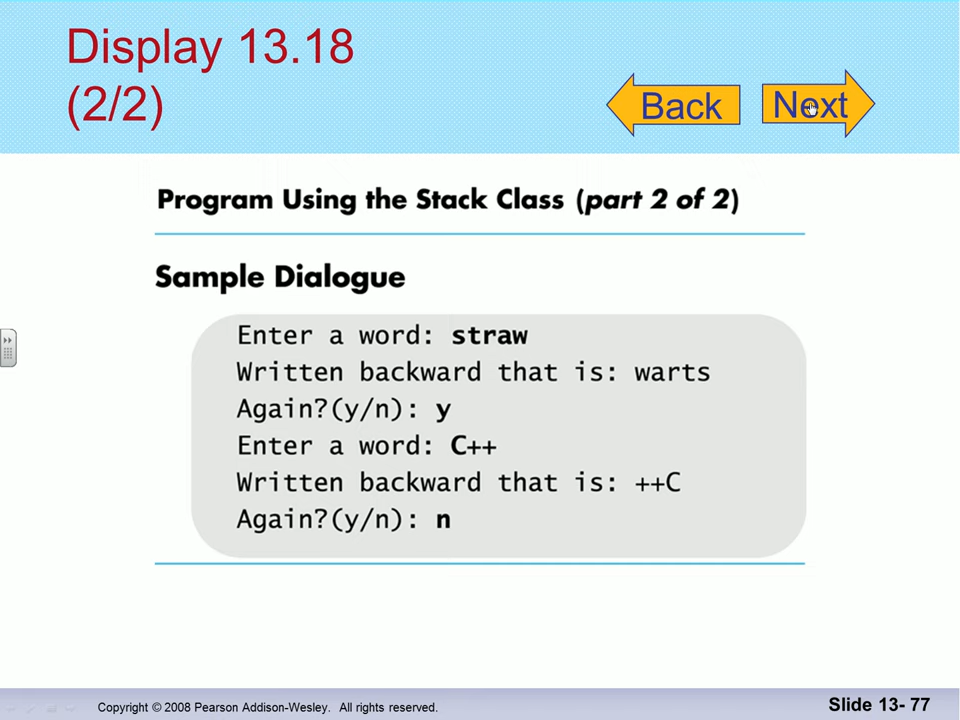 Display 13.18
(2/2)
Back
Next
Program Using the Stack Class (part 2 of 2)
Sample Dialogue
Enter a word: straw
Written backward that is: warts
Again?(y/n): y
Enter a word: C++
Written backward that is: ++C
Again?(y/n): n
Copyright © 2008 Pearson Addison-Wesley. All rights reserved.
Slide 13- 77